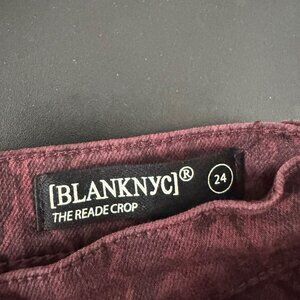 [BLANKNYC]® 24
THE READE CROP